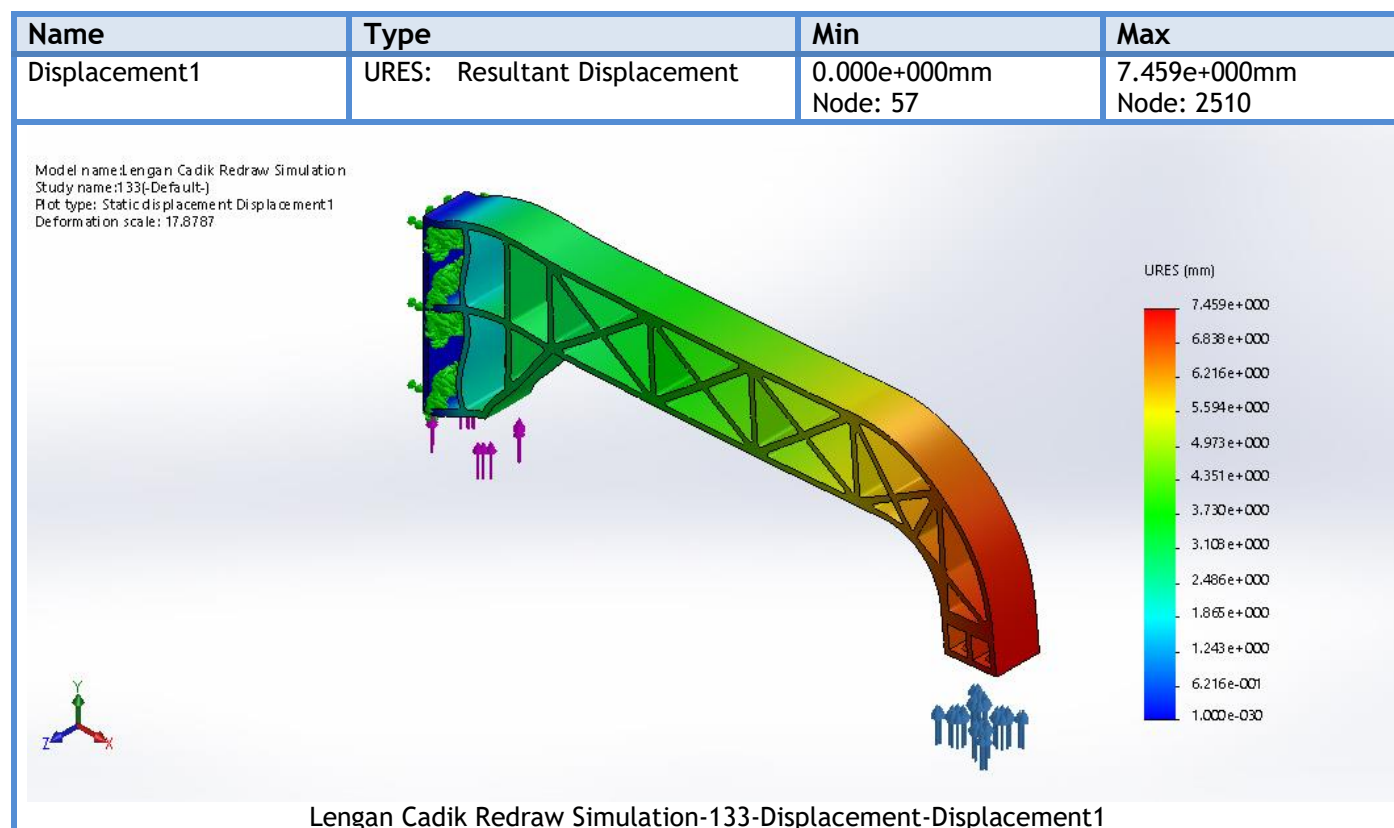 Name Type Min Max
Displacement1 URES: Resultant Displacement 0.000e+000mm 7.459e+000mm
Node: 57 Node: 2510
Model name:Lengan Cadik Redraw Simulation
Study name:133(-Default-)
Plot type: Static displacement Displacement1
Deformation scale: 17.8787
URES (mm)
7.459e+000
6.838e+000
6.216e+000
5.594e+000
4.973e+000
4.351e+000
3.730e+000
3.108e+000
2.486e+000
1.865e+000
1.243e+000
6.216e-001
1.000e-030
Y
Z X
Lengan Cadik Redraw Simulation-133-Displacement-Displacement1